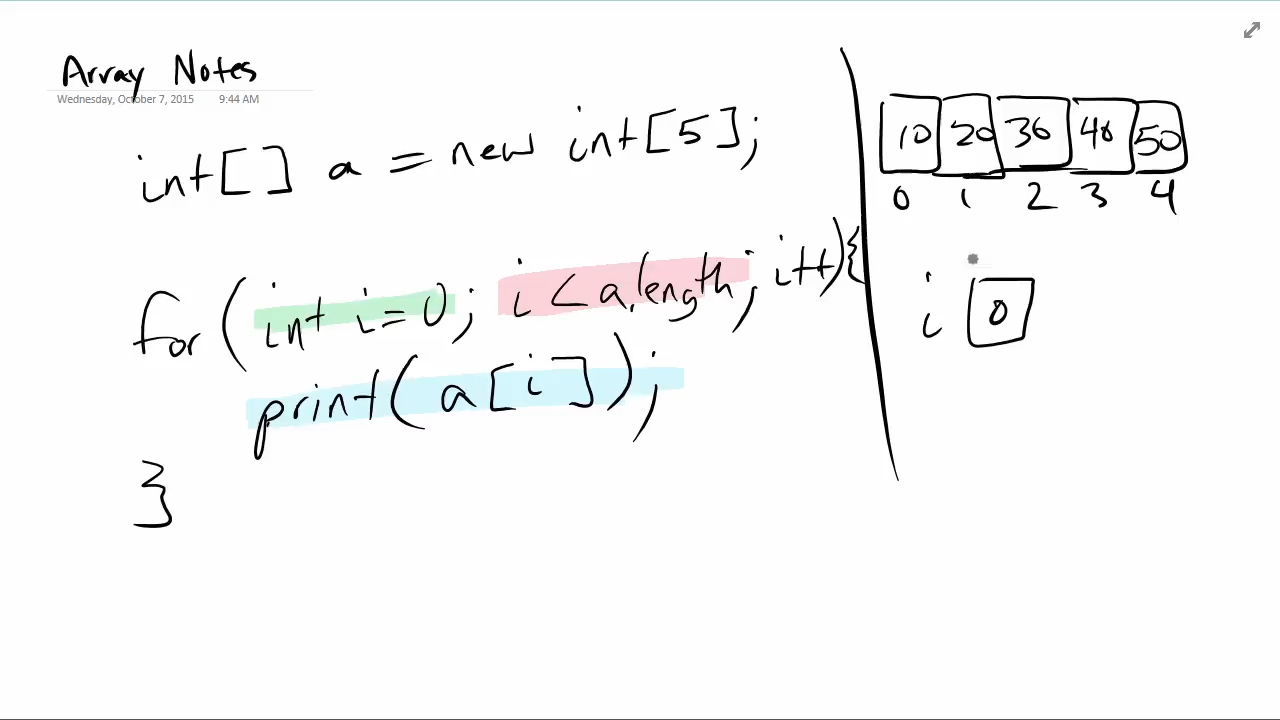 Array Notes
Wednesday, October 7, 2015 9:44 AM
int[] a = new int[5];
for(int i=0; i<a.length; i++){
print(a[i]);
}
10 20 30 40 50
0 1 2 3 4
i 0